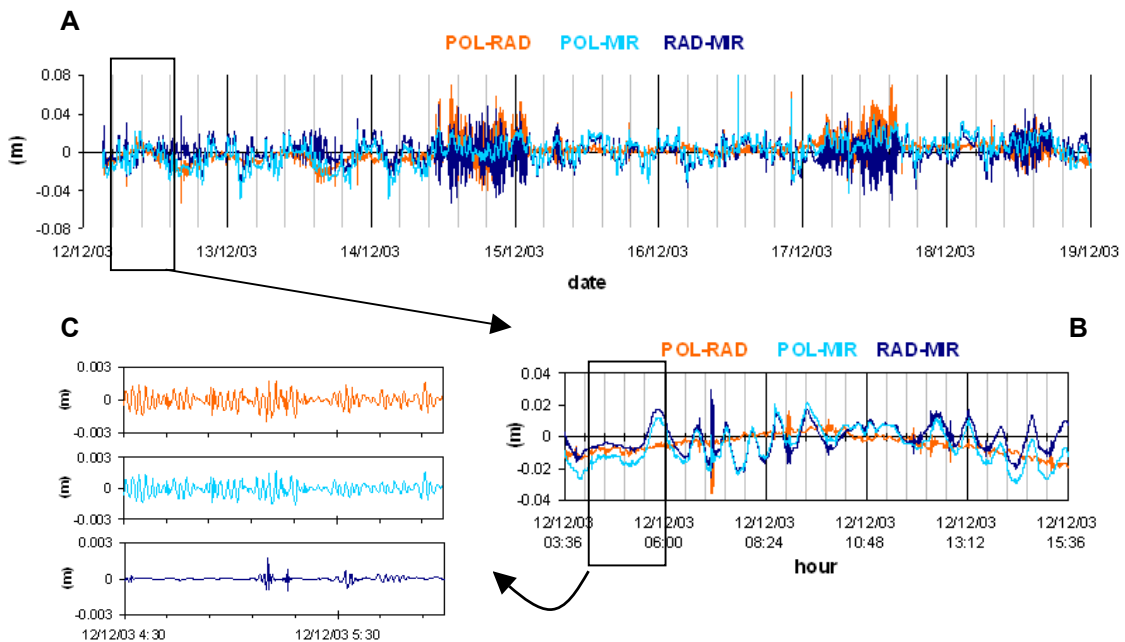 A
POL-RAD POL-MIR RAD-MIR
0.08
0.04
0
-0.04
-0.08
(m)
12/12/03 13/12/03 14/12/03 15/12/03 16/12/03 17/12/03 18/12/03 19/12/03
date
C
0.003
0
-0.003
(m)
0.003
0
-0.003
(m)
0.003
0
-0.003
(m)
12/12/03 4:30 12/12/03 5:30
B
POL-RAD POL-MIR RAD-MIR
0.04
0.02
0
-0.02
-0.04
(m)
12/12/03 12/12/03 12/12/03 12/12/03 12/12/03 12/12/03
03:36 06:00 08:24 10:48 13:12 15:36
hour